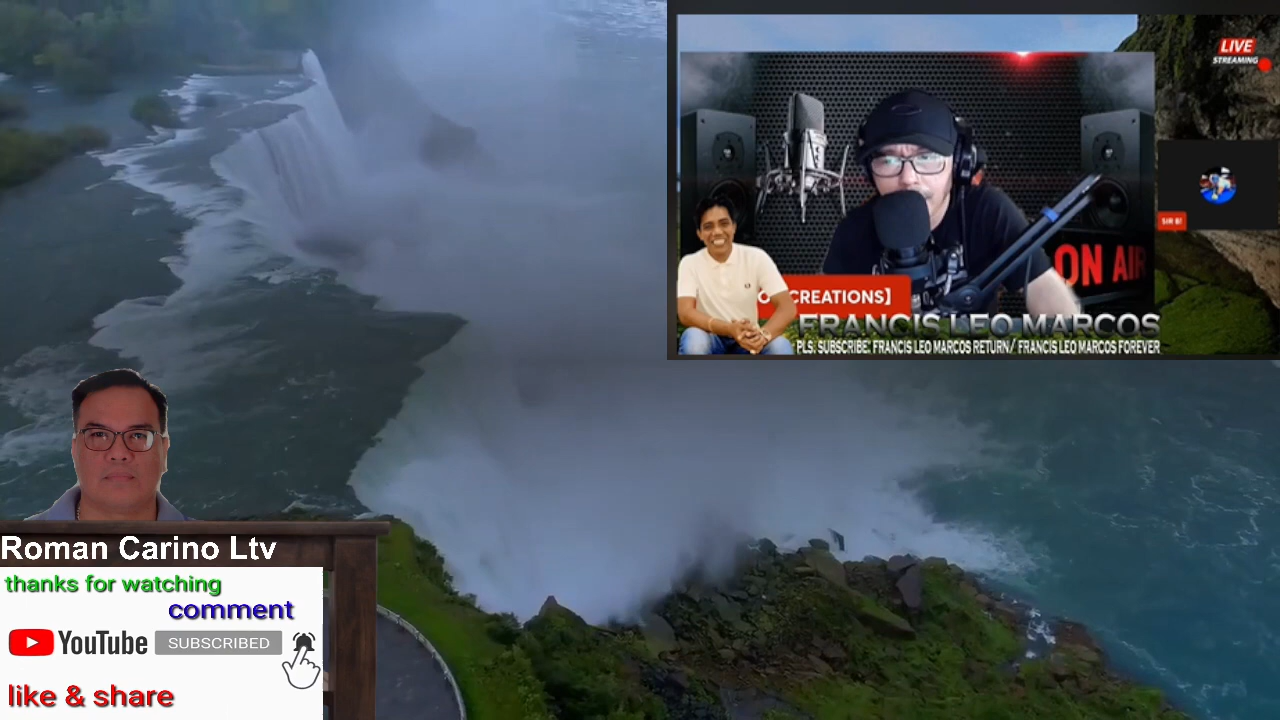 LIVE
STREAMING
SIR B!
ON AIR
CREATIONS】
FRANCIS LEO MARCOS
PLS. SUBSCRIBE: FRANCIS LEO MARCOS RETURN/ FRANCIS LEO MARCOS FOREVER
Roman Carino Ltv
thanks for watching
comment
YouTube SUBSCRIBED
like & share